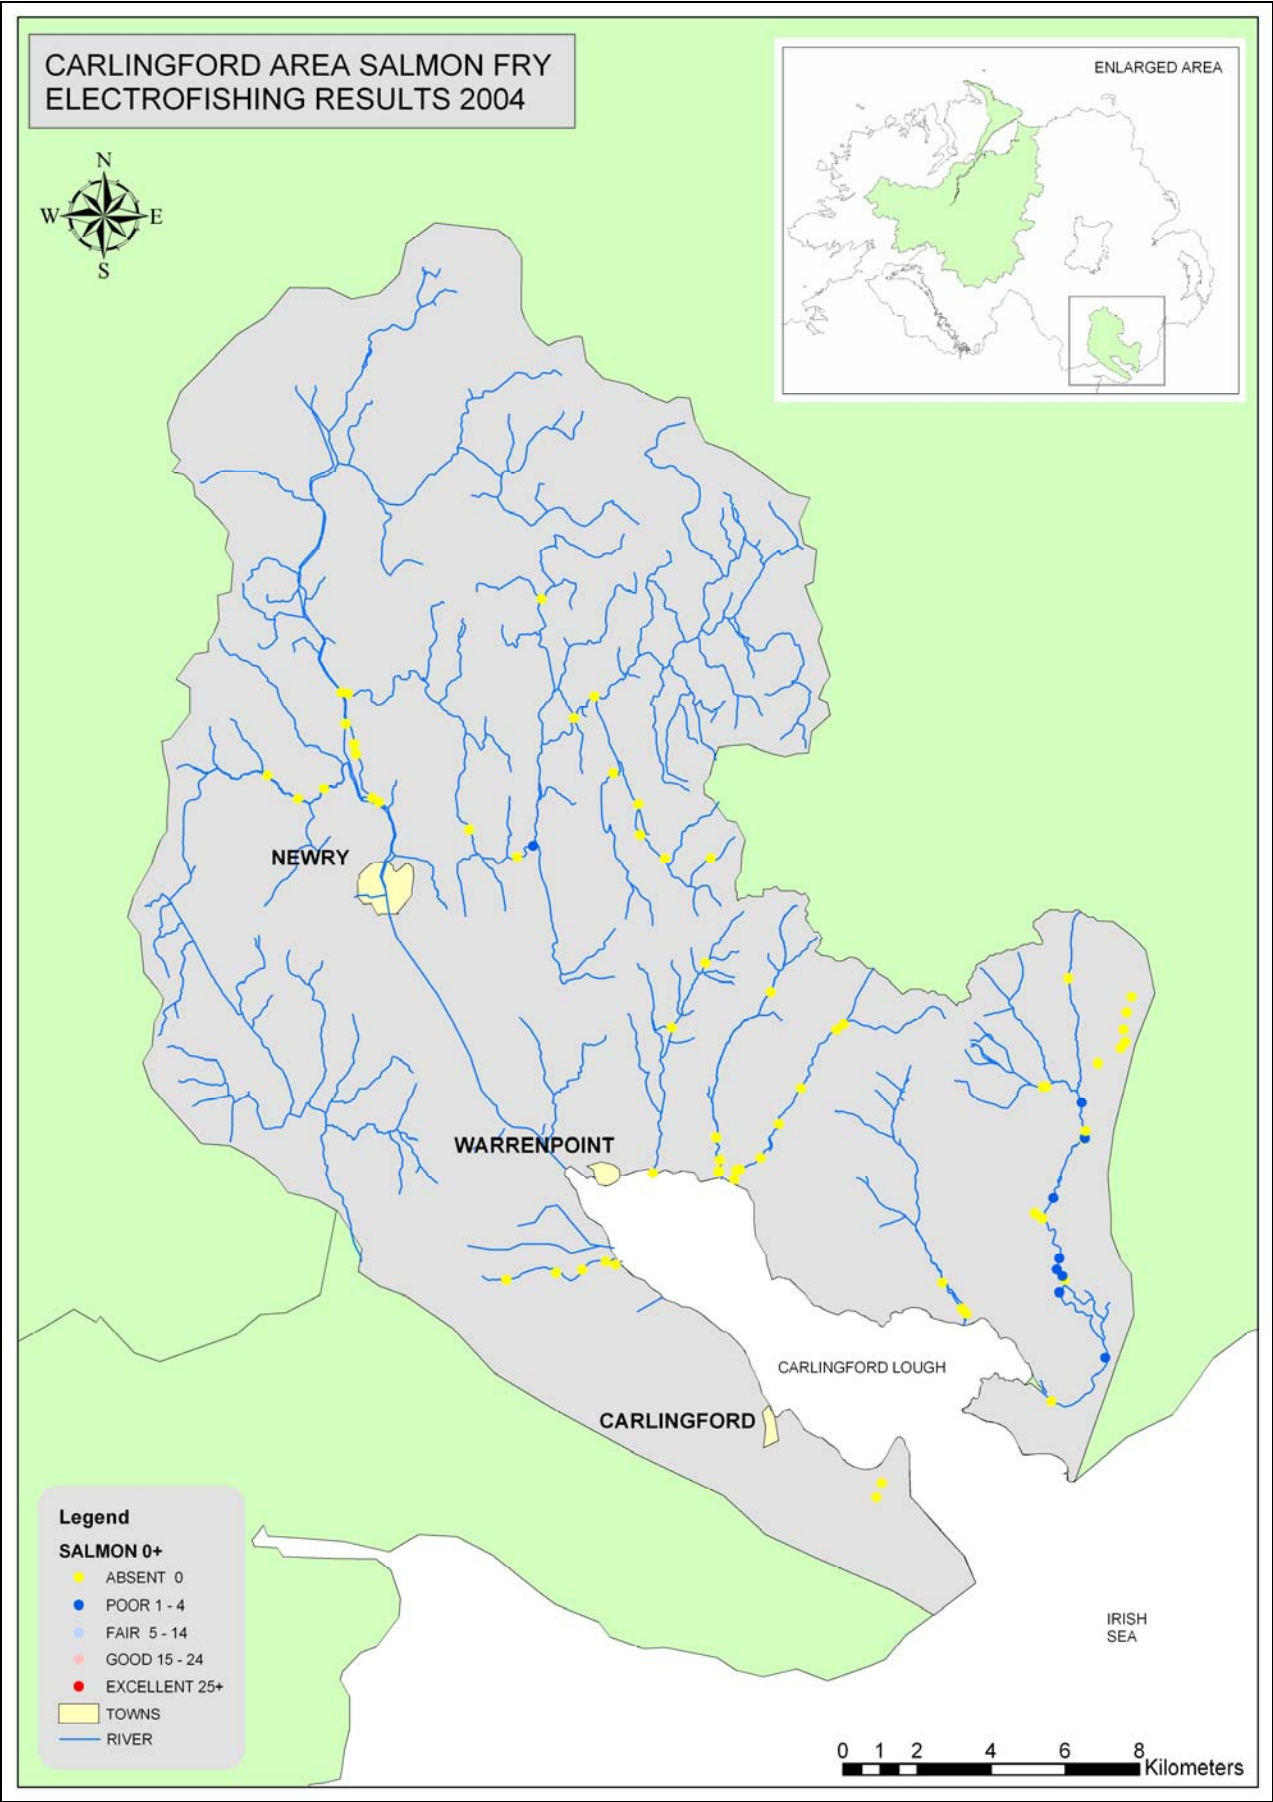 CARLINGFORD AREA SALMON FRY
ELECTROFISHING RESULTS 2004
ENLARGED AREA
N
W
E
S
NEWRY
WARRENPOINT
CARLINGFORD LOUGH
CARLINGFORD
Legend
SALMON 0+
ABSENT 0
POOR 1 - 4
FAIR 5 - 14
GOOD 15 - 24
EXCELLENT 25+
TOWNS
RIVER
IRISH
SEA
0 1 2 4 6 8
Kilometers